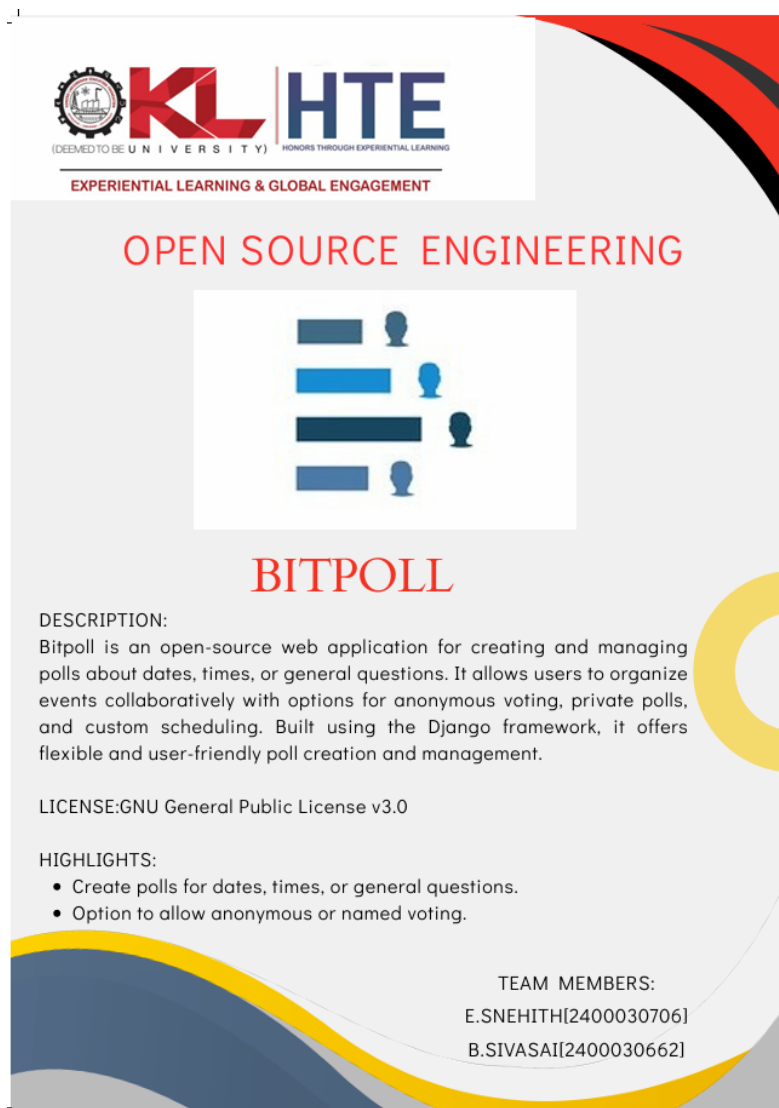 KL HTE
(DEEMED TO BE UNIVERSITY) HONORS THROUGH EXPERIENTIAL LEARNING
EXPERIENTIAL LEARNING & GLOBAL ENGAGEMENT
OPEN SOURCE ENGINEERING
BITPOLL
DESCRIPTION:
Bitpoll is an open-source web application for creating and managing
polls about dates, times, or general questions. It allows users to organize
events collaboratively with options for anonymous voting, private polls,
and custom scheduling. Built using the Django framework, it offers
flexible and user-friendly poll creation and management.
LICENSE:GNU General Public License v3.0
HIGHLIGHTS:
• Create polls for dates, times, or general questions.
• Option to allow anonymous or named voting.
TEAM MEMBERS:
E.SNEHITH[2400030706]
B.SIVASAI[2400030662]